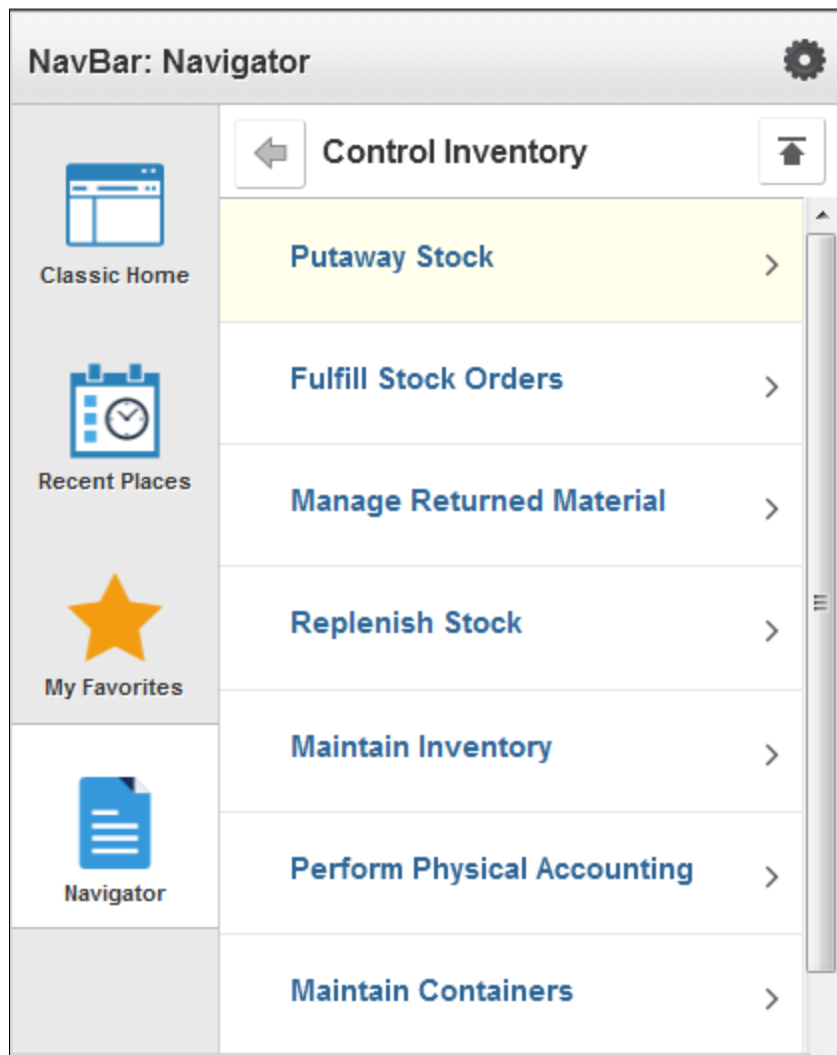 NavBar: Navigator
Control Inventory
Classic Home
Recent Places
My Favorites
Navigator
Putaway Stock
Fulfill Stock Orders
Manage Returned Material
Replenish Stock
Maintain Inventory
Perform Physical Accounting
Maintain Containers